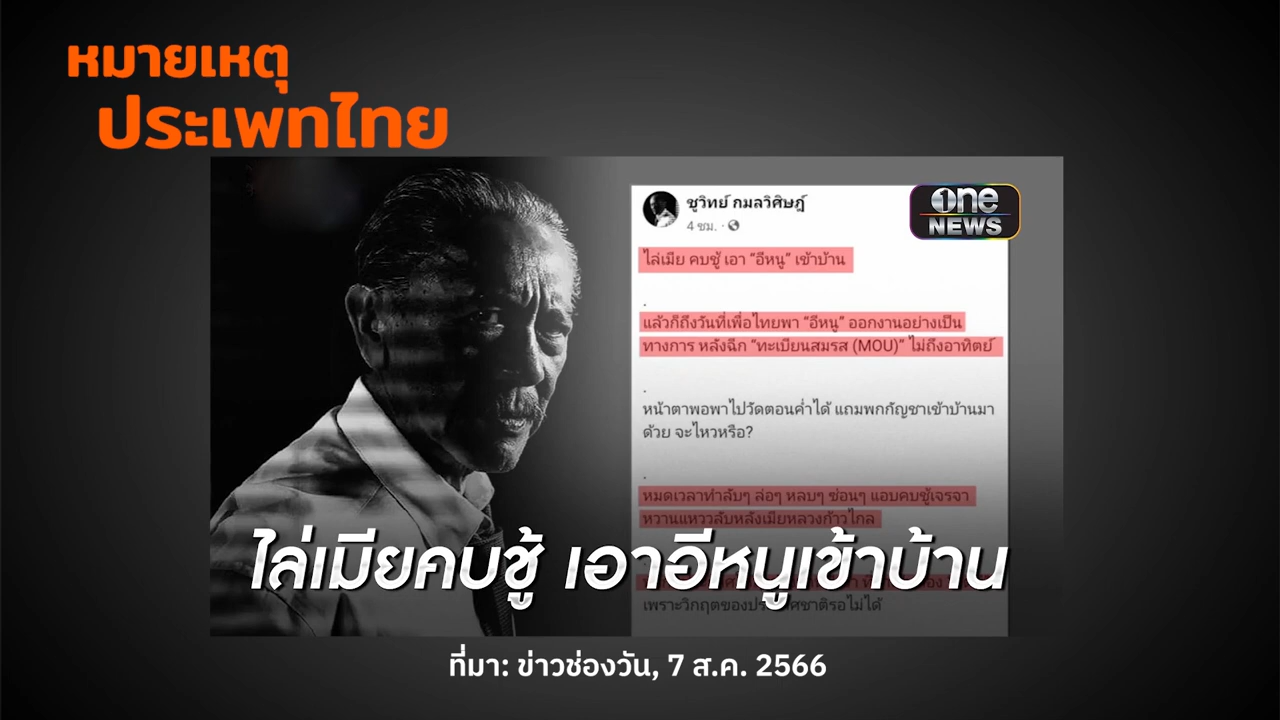 หมายเหตุ
ประเพทไทย
one
NEWS
ชูวิทย์ กมลวิศิษฎ์
4 ชม. ·
ไล่เมีย คบชู้ เอา “อีหนู” เข้าบ้าน
.
แล้วก็ถึงวันที่เพื่อไทยพา “อีหนู” ออกงานอย่างเป็น
ทางการ หลังฉีก “ทะเบียนสมรส (MOU)” ไม่ถึงอาทิตย์
.
หน้าตาพอพาไปวัดตอนค่ำได้ แถมพกกัญชาเข้าบ้านมา
ด้วย จะไหวหรือ?
.
หมดเวลาทำลับๆ ล่อๆ หลบๆ ซ่อนๆ แอบคบชู้เจรจา
หวานแหววลับหลังเมียหลวงก้าวไกล
ไล่เมียคบชู้ เอาอีหนูเข้าบ้าน
เพราะวิกฤตของประเทศชาติรอไม่ได้
ที่มา: ข่าวช่องวัน, 7 ส.ค. 2566